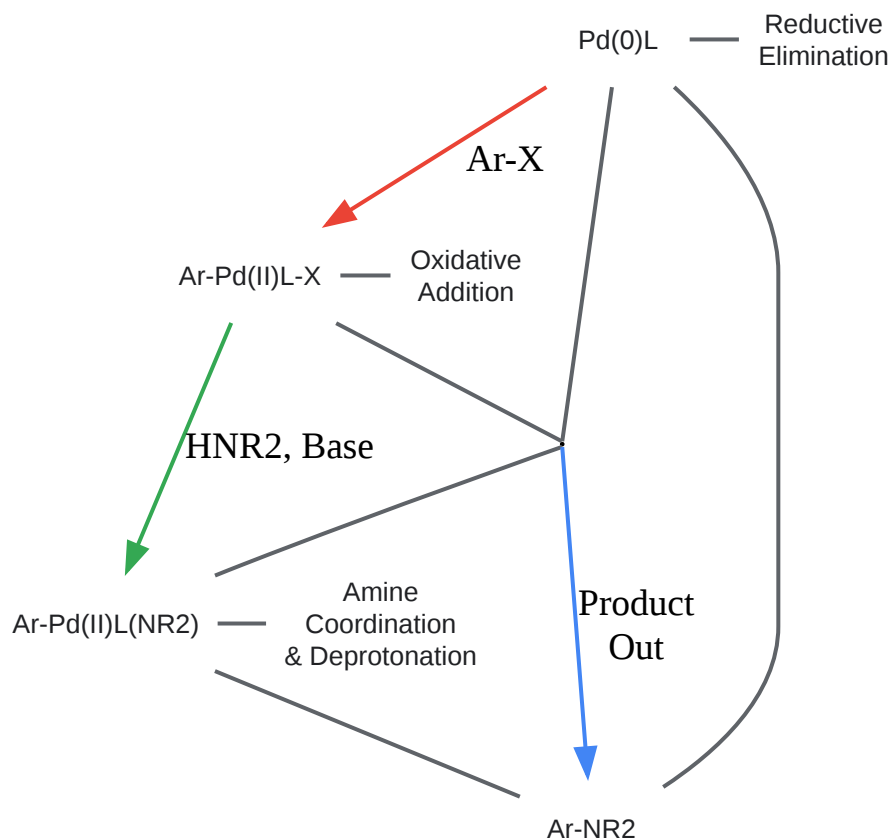 Pd(0)L
Reductive
Elimination
Ar-X
Ar-Pd(II)L-X
Oxidative
Addition
HNR2, Base
Ar-Pd(II)L(NR2)
Amine
Coordination
& Deprotonation
Product
Out
Ar-NR2